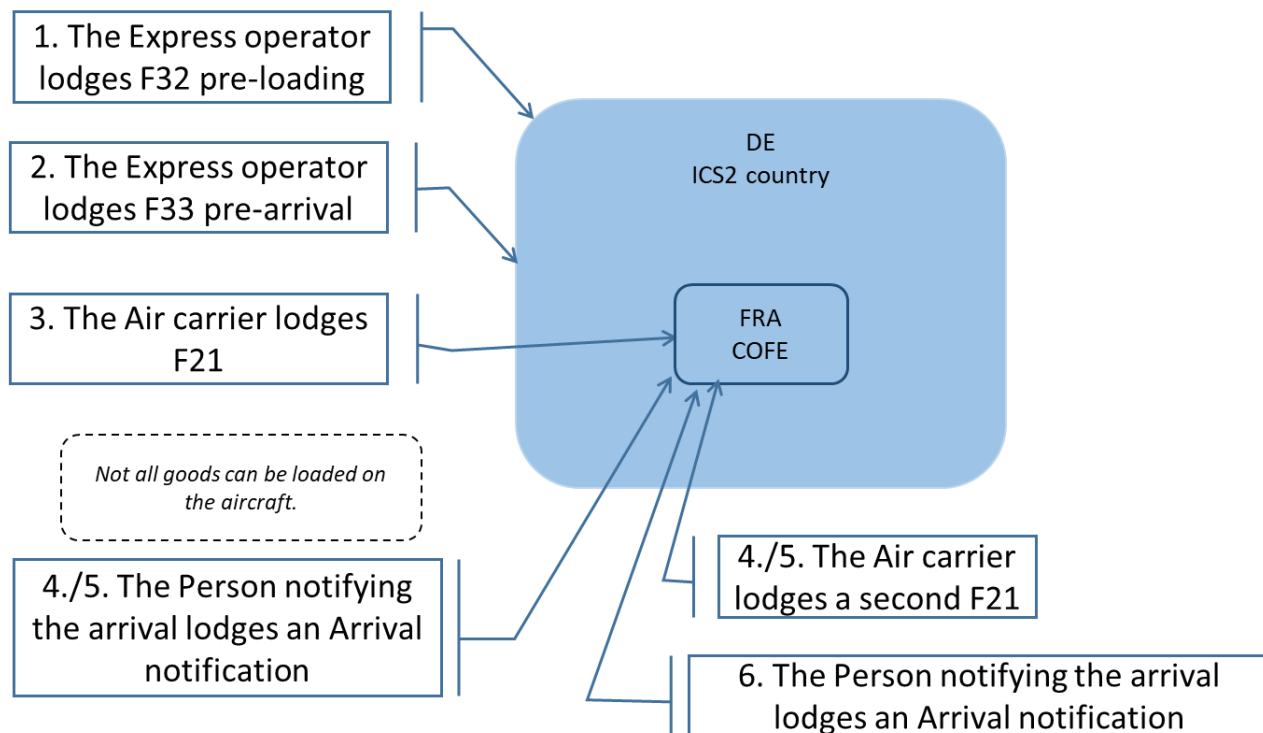 1. The Express operator
lodges F32 pre-loading
2. The Express operator
lodges F33 pre-arrival
3. The Air carrier lodges
F21
DE
ICS2 country
FRA
COFE
Not all goods can be loaded on
the aircraft.
4./5. The Person notifying
the arrival lodges an Arrival
notification
4./5. The Air carrier
lodges a second F21
6. The Person notifying the arrival
lodges an Arrival notification